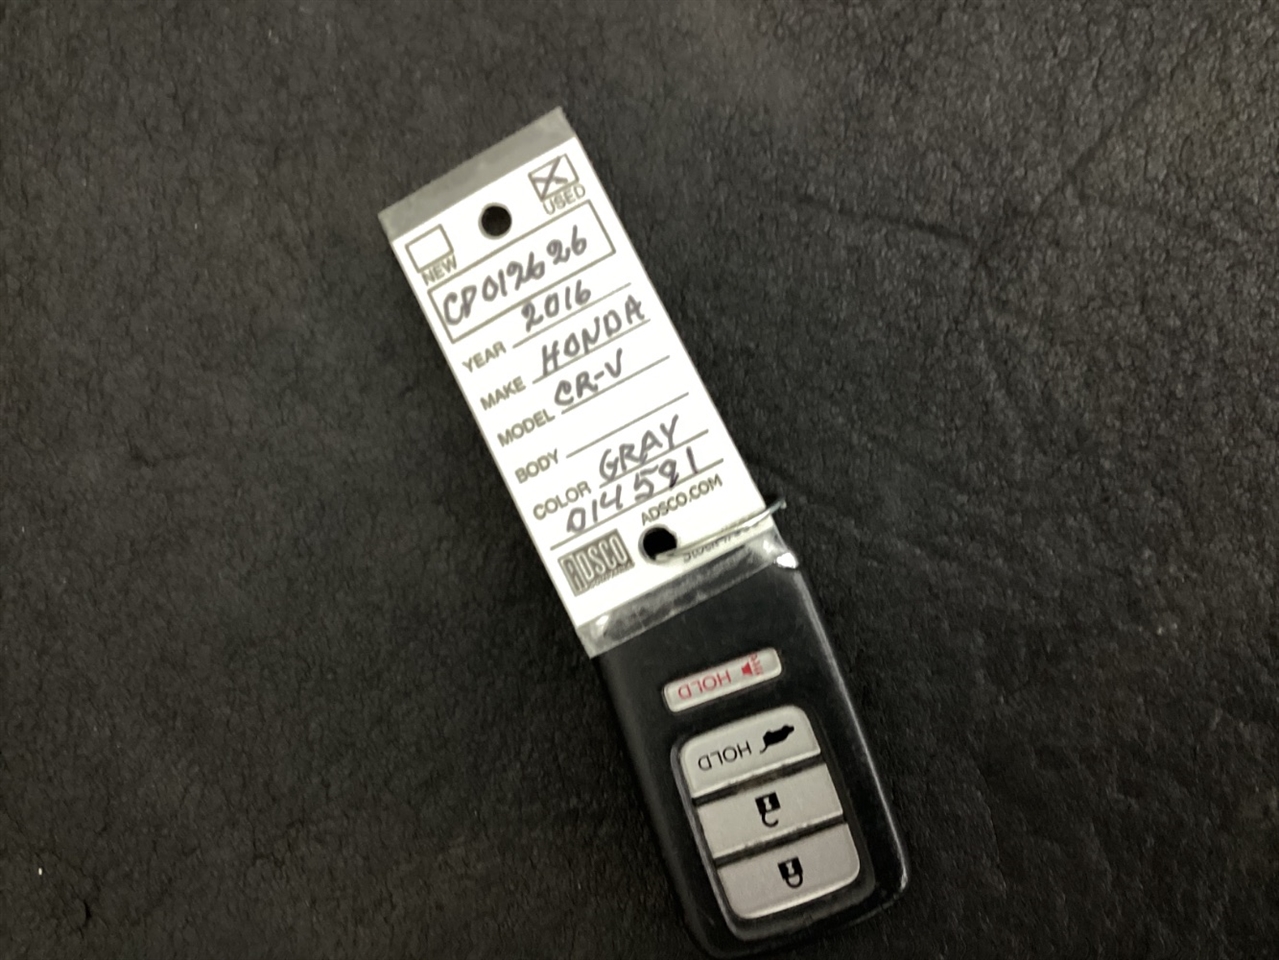 NEW
USED
CP012626
YEAR 2016
MAKE HONDA
MODEL CR-V
BODY
COLOR GRAY
014591
ADSCO
ADSCO.COM
HOLD
HOLD